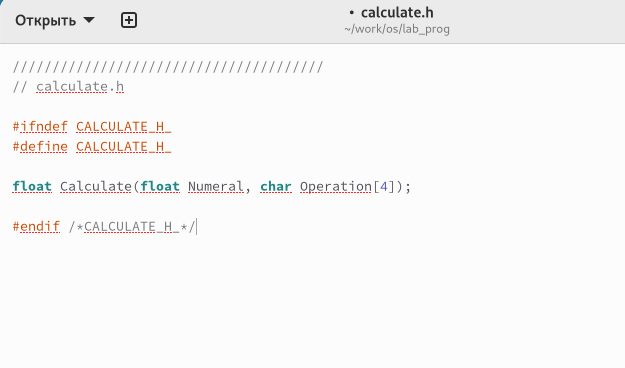 Открыть
• calculate.h
~/work/os/lab_prog
///////////////////////////////////////
// calculate.h
#ifndef CALCULATE_H_
#define CALCULATE_H_
float Calculate(float Numeral, char Operation[4]);
#endif /*CALCULATE_H_*/